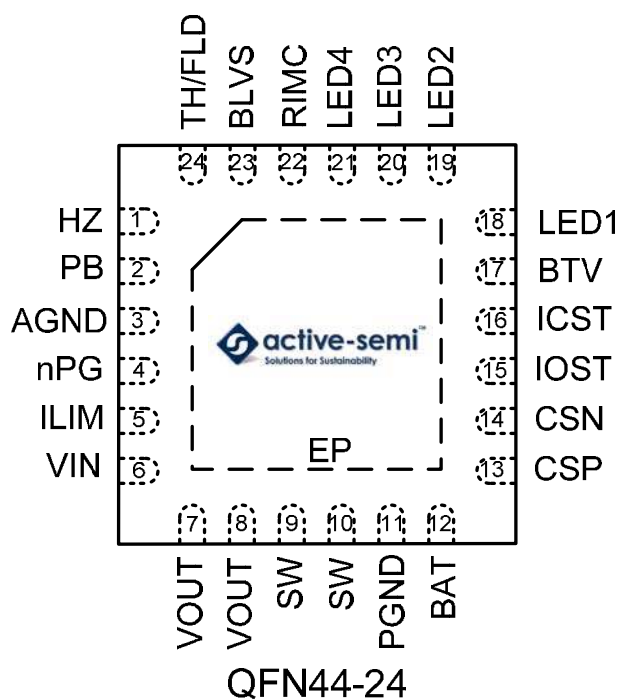 TH/FLD
BLVS
RIMC
LED4
LED3
LED2
24
23
22
21
20
19
HZ 1
PB 2
AGND 3
nPG 4
ILIM 5
VIN 6
18 LED1
17 BTV
16 ICST
15 IOST
14 CSN
13 CSP
active-semi™
Solutions for Sustainability
EP
7
8
9
10
11
12
VOUT
VOUT
SW
SW
PGND
BAT
QFN44-24